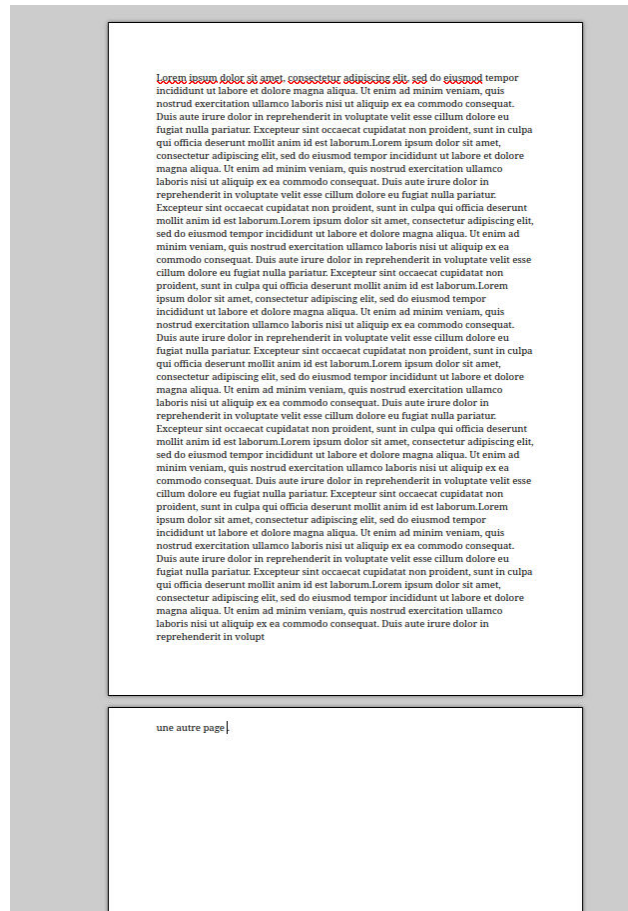 Lorem ipsum dolor sit amet, consectetur adipiscing elit, sed do eiusmod tempor
incididunt ut labore et dolore magna aliqua. Ut enim ad minim veniam, quis
nostrud exercitation ullamco laboris nisi ut aliquip ex ea commodo consequat.
Duis aute irure dolor in reprehenderit in voluptate velit esse cillum dolore eu
fugiat nulla pariatur. Excepteur sint occaecat cupidatat non proident, sunt in culpa
qui officia deserunt mollit anim id est laborum.Lorem ipsum dolor sit amet,
consectetur adipiscing elit, sed do eiusmod tempor incididunt ut labore et dolore
magna aliqua. Ut enim ad minim veniam, quis nostrud exercitation ullamco
laboris nisi ut aliquip ex ea commodo consequat. Duis aute irure dolor in
reprehenderit in voluptate velit esse cillum dolore eu fugiat nulla pariatur.
Excepteur sint occaecat cupidatat non proident, sunt in culpa qui officia deserunt
mollit anim id est laborum.Lorem ipsum dolor sit amet, consectetur adipiscing elit,
sed do eiusmod tempor incididunt ut labore et dolore magna aliqua. Ut enim ad
minim veniam, quis nostrud exercitation ullamco laboris nisi ut aliquip ex ea
commodo consequat. Duis aute irure dolor in reprehenderit in voluptate velit esse
cillum dolore eu fugiat nulla pariatur. Excepteur sint occaecat cupidatat non
proident, sunt in culpa qui officia deserunt mollit anim id est laborum.Lorem
ipsum dolor sit amet, consectetur adipiscing elit, sed do eiusmod tempor
incididunt ut labore et dolore magna aliqua. Ut enim ad minim veniam, quis
nostrud exercitation ullamco laboris nisi ut aliquip ex ea commodo consequat.
Duis aute irure dolor in reprehenderit in voluptate velit esse cillum dolore eu
fugiat nulla pariatur. Excepteur sint occaecat cupidatat non proident, sunt in culpa
qui officia deserunt mollit anim id est laborum.Lorem ipsum dolor sit amet,
consectetur adipiscing elit, sed do eiusmod tempor incididunt ut labore et dolore
magna aliqua. Ut enim ad minim veniam, quis nostrud exercitation ullamco
laboris nisi ut aliquip ex ea commodo consequat. Duis aute irure dolor in
reprehenderit in voluptate velit esse cillum dolore eu fugiat nulla pariatur.
Excepteur sint occaecat cupidatat non proident, sunt in culpa qui officia deserunt
mollit anim id est laborum.Lorem ipsum dolor sit amet, consectetur adipiscing elit,
sed do eiusmod tempor incididunt ut labore et dolore magna aliqua. Ut enim ad
minim veniam, quis nostrud exercitation ullamco laboris nisi ut aliquip ex ea
commodo consequat. Duis aute irure dolor in reprehenderit in voluptate velit esse
cillum dolore eu fugiat nulla pariatur. Excepteur sint occaecat cupidatat non
proident, sunt in culpa qui officia deserunt mollit anim id est laborum.Lorem
ipsum dolor sit amet, consectetur adipiscing elit, sed do eiusmod tempor
incididunt ut labore et dolore magna aliqua. Ut enim ad minim veniam, quis
nostrud exercitation ullamco laboris nisi ut aliquip ex ea commodo consequat.
Duis aute irure dolor in reprehenderit in voluptate velit esse cillum dolore eu
fugiat nulla pariatur. Excepteur sint occaecat cupidatat non proident, sunt in culpa
qui officia deserunt mollit anim id est laborum.Lorem ipsum dolor sit amet,
consectetur adipiscing elit, sed do eiusmod tempor incididunt ut labore et dolore
magna aliqua. Ut enim ad minim veniam, quis nostrud exercitation ullamco
laboris nisi ut aliquip ex ea commodo consequat. Duis aute irure dolor in
reprehenderit in volupt
une autre page.